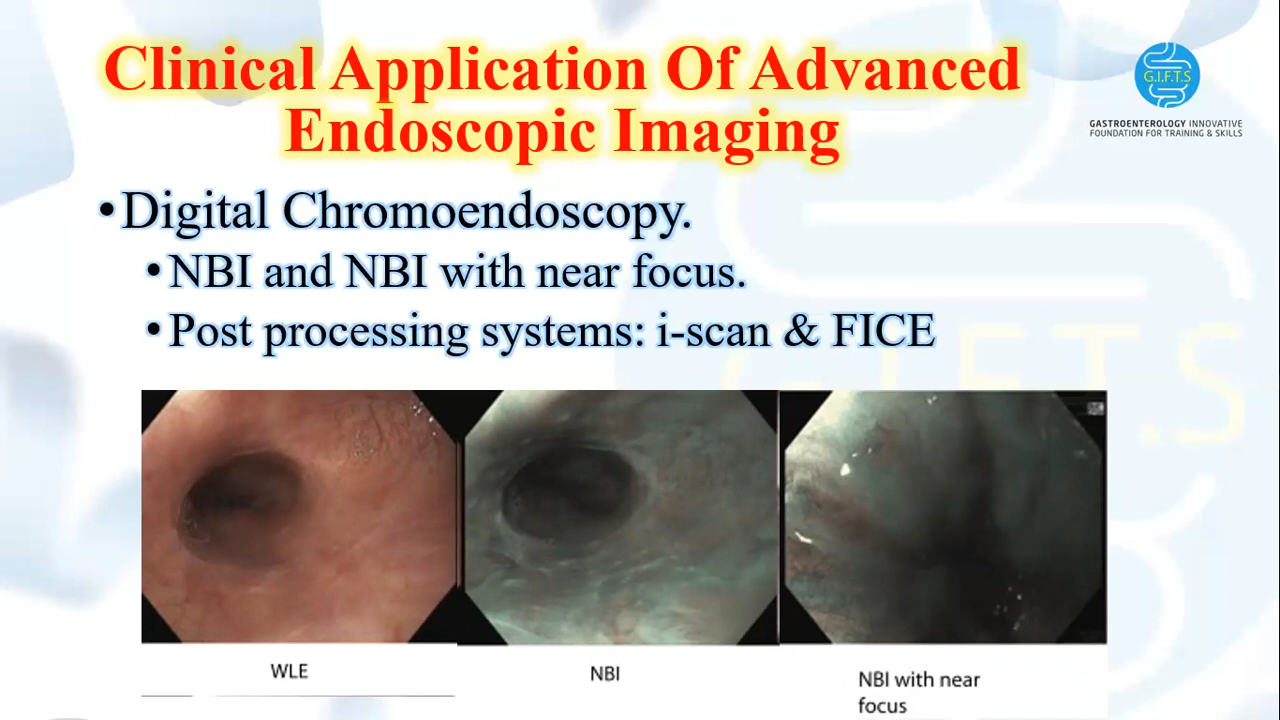 Clinical Application Of Advanced
Endoscopic Imaging
G.I.F.T.S
GASTROENTEROLOGY INNOVATIVE
FOUNDATION FOR TRAINING & SKILLS
•Digital Chromoendoscopy.
•NBI and NBI with near focus.
•Post processing systems: i-scan & FICE
G.I.F.T.S
WLE
NBI
NBI with near
focus